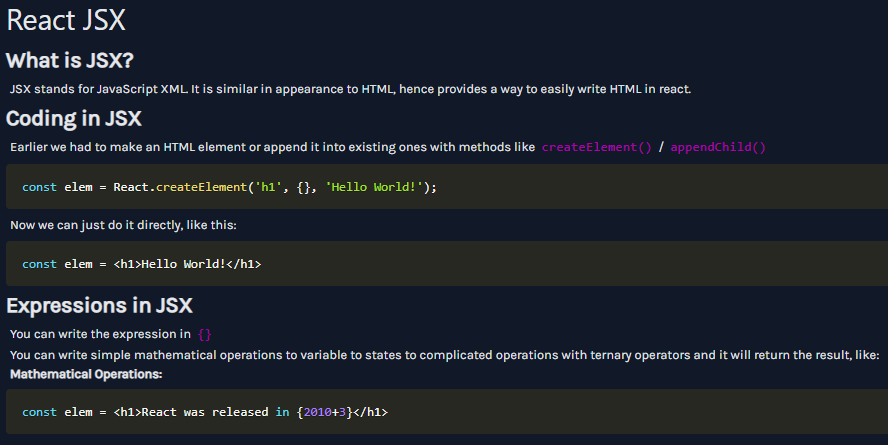 React JSX
What is JSX?
JSX stands for JavaScript XML. It is similar in appearance to HTML, hence provides a way to easily write HTML in react.
Coding in JSX
Earlier we had to make an HTML element or append it into existing ones with methods like createElement() / appendChild()
const elem = React.createElement('h1', {}, 'Hello World!');
Now we can just do it directly, like this:
const elem = <h1>Hello World!</h1>
Expressions in JSX
You can write the expression in {}
You can write simple mathematical operations to variable to states to complicated operations with ternary operators and it will return the result, like:
Mathematical Operations:
const elem = <h1>React was released in {2010+3}</h1>